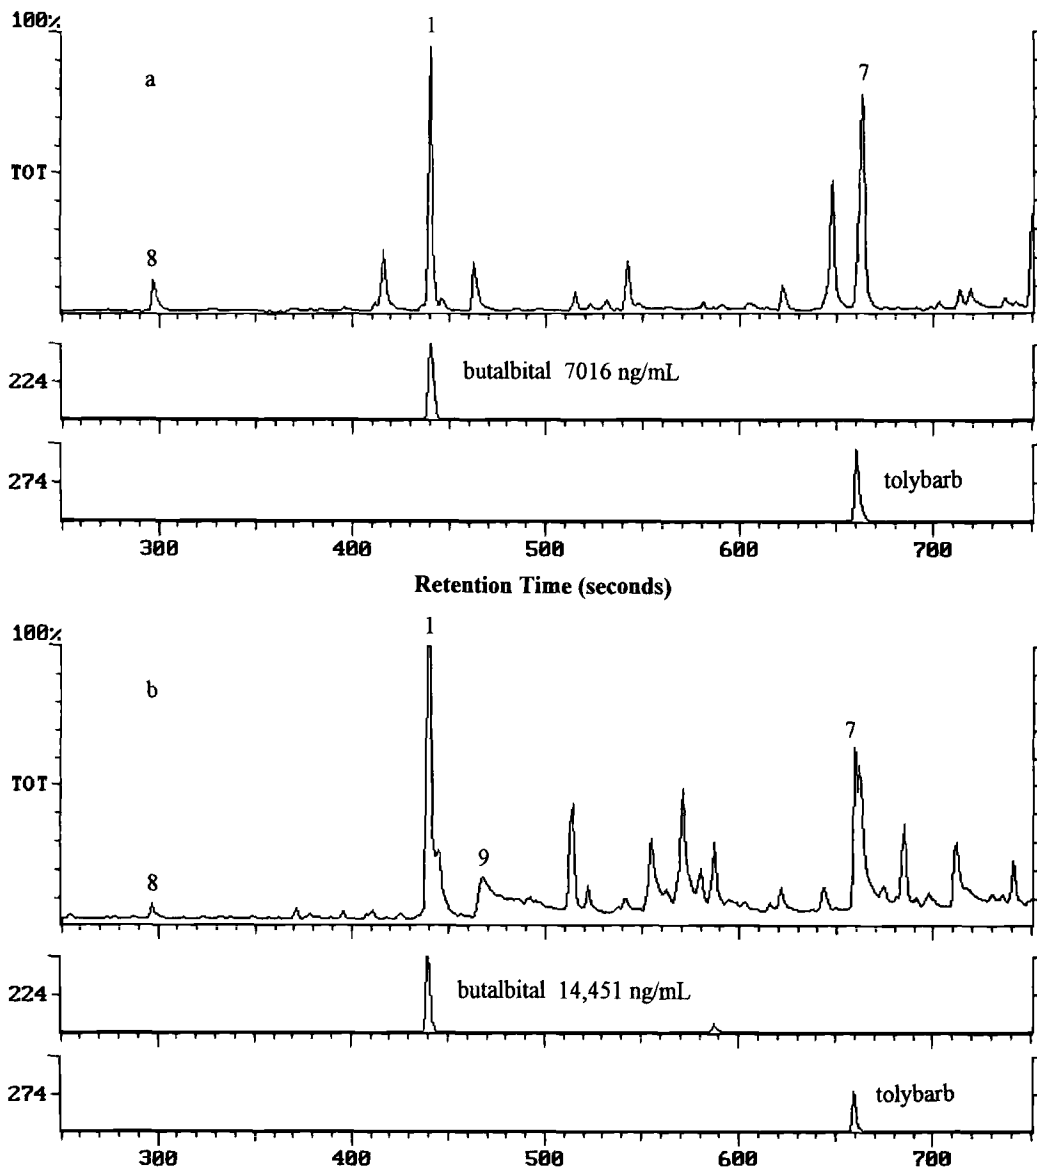 100%
1
7
a
TOT
8
224
butalbital 7016 ng/mL
274
tolybarb
300 400 500 600 700
Retention Time (seconds)
100%
1
b
7
TOT
9
8
224
butalbital 14,451 ng/mL
274
tolybarb
300 400 500 600 700